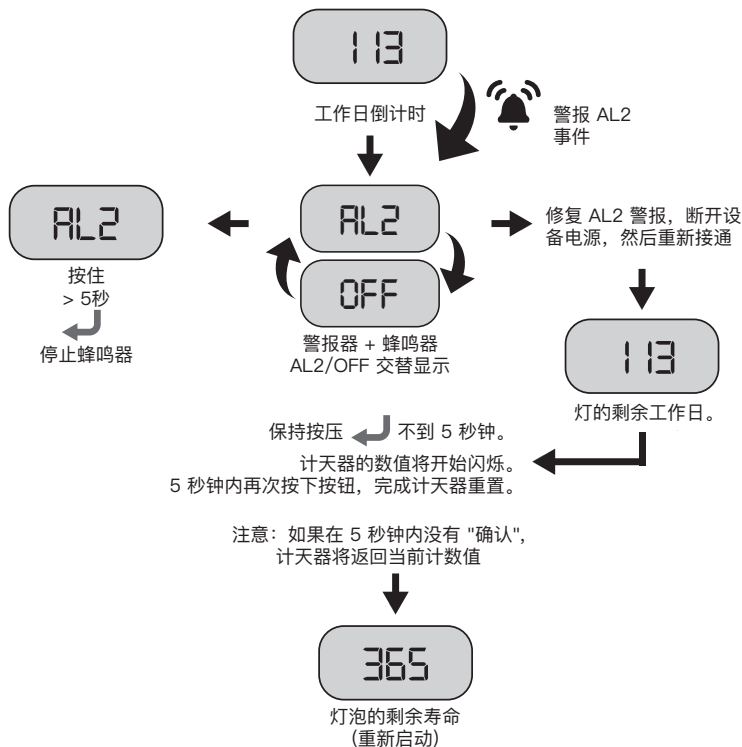 113
工作日倒计时
警报 AL2
事件
AL2
按住
> 5秒
停止蜂鸣器
AL2
OFF
警报器 + 蜂鸣器
AL2/OFF 交替显示
修复 AL2 警报，断开设
备电源，然后重新接通
113
灯的剩余工作日。
保持按压 不到 5 秒钟。
计天器的数值将开始闪烁。
5 秒钟内再次按下按钮，完成计天器重置。
注意：如果在 5 秒钟内没有 "确认",
计天器将返回当前计数值
365
灯泡的剩余寿命
(重新启动)